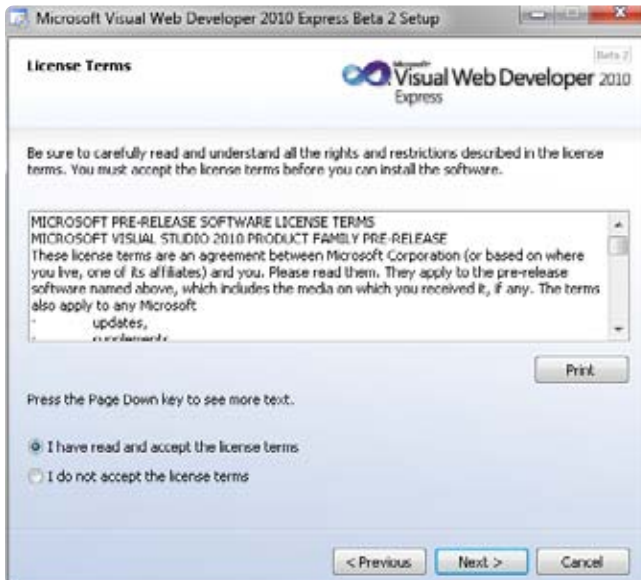 Microsoft Visual Web Developer 2010 Express Beta 2 Setup
Beta 2
License Terms
Microsoft
Visual Web Developer 2010
Express
Be sure to carefully read and understand all the rights and restrictions described in the license
terms. You must accept the license terms before you can install the software.
MICROSOFT PRE-RELEASE SOFTWARE LICENSE TERMS
MICROSOFT VISUAL STUDIO 2010 PRODUCT FAMILY PRE-RELEASE
These license terms are an agreement between Microsoft Corporation (or based on where
you live, one of its affiliates) and you. Please read them. They apply to the pre-release
software named above, which includes the media on which you received it, if any. The terms
also apply to any Microsoft
· updates,
· supplements
Print
Press the Page Down key to see more text.
I have read and accept the license terms
I do not accept the license terms
< Previous
Next >
Cancel